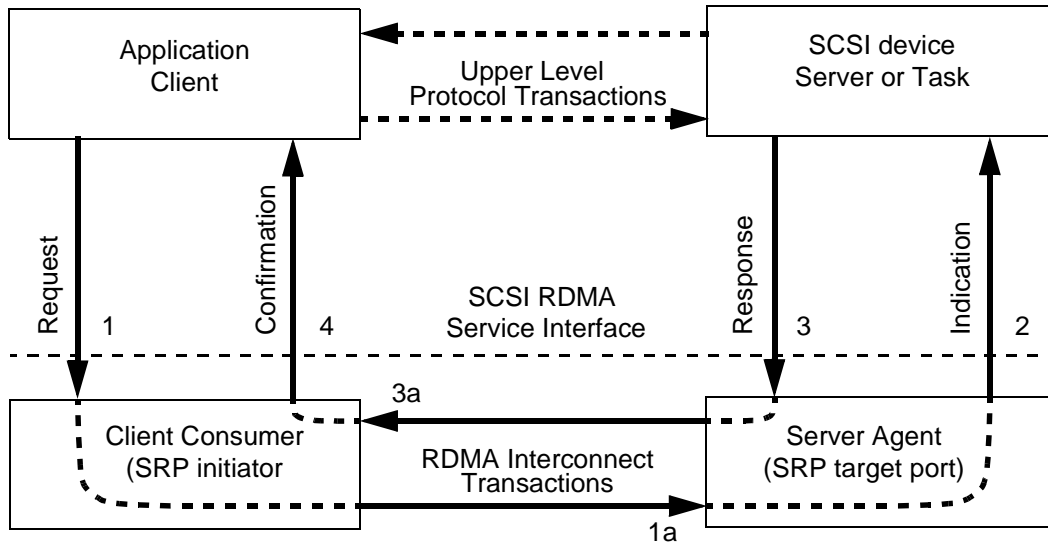 Application
Client
Upper Level
Protocol Transactions
SCSI device
Server or Task
Request
1
Confirmation
4
SCSI RDMA
Service Interface
Response
3
Indication
2
3a
Client Consumer
(SRP initiator
RDMA Interconnect
Transactions
1a
Server Agent
(SRP target port)